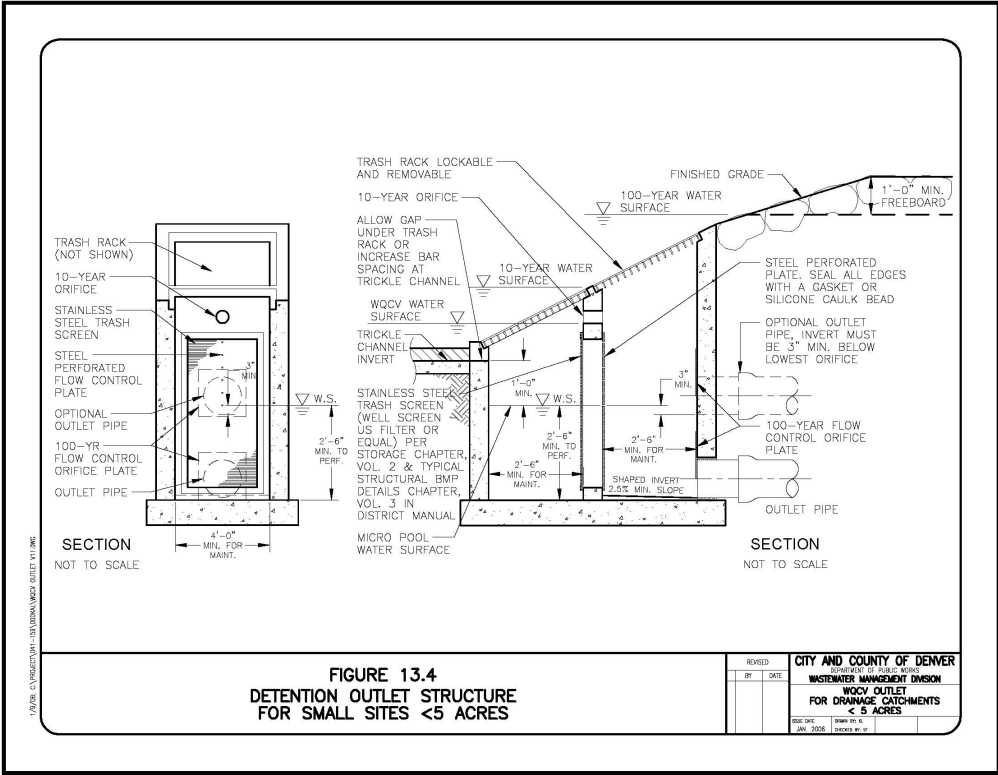 TRASH RACK
(NOT SHOWN)
10-YEAR
ORIFICE
STAINLESS
STEEL TRASH
SCREEN
STEEL
PERFORATED
FLOW CONTROL
PLATE
OPTIONAL
OUTLET PIPE
100-YR
FLOW CONTROL
ORIFICE PLATE
OUTLET PIPE
3"
MIN
W.S.
2'-6"
MIN. TO
PERF.
4'-0"
MIN. FOR
MAINT.
SECTION
NOT TO SCALE
TRASH RACK LOCKABLE
AND REMOVABLE
10-YEAR ORIFICE
ALLOW GAP
UNDER TRASH
RACK OR
INCREASE BAR
SPACING AT
TRICKLE CHANNEL
WQCV WATER
SURFACE
TRICKLE
CHANNEL
INVERT
STAINLESS STEEL
TRASH SCREEN
(WELL SCREEN
US FILTER OR
EQUAL) PER
STORAGE CHAPTER,
VOL. 2 & TYPICAL
STRUCTURAL BMP
DETAILS CHAPTER,
VOL. 3 IN
DISTRICT MANUAL
MICRO POOL
WATER SURFACE
10-YEAR WATER
SURFACE
100-YEAR WATER
SURFACE
FINISHED GRADE
1'-0" MIN.
FREEBOARD
STEEL PERFORATED
PLATE. SEAL ALL EDGES
WITH A GASKET OR
SILICONE CAULK BEAD
OPTIONAL OUTLET
PIPE, INVERT MUST
BE 3" MIN. BELOW
LOWEST ORIFICE
100-YEAR FLOW
CONTROL ORIFICE
PLATE
OUTLET PIPE
1'-0"
MIN.
W.S.
2'-6"
MIN. TO
PERF.
2'-6"
MIN. FOR
MAINT.
3"
MIN.
2'-6"
MIN. FOR
MAINT.
SHAPED INVERT
2.5% MIN. SLOPE
SECTION
NOT TO SCALE
FIGURE 13.4
DETENTION OUTLET STRUCTURE
FOR SMALL SITES <5 ACRES
REVISED
BY DATE
CITY AND COUNTY OF DENVER
DEPARTMENT OF PUBLIC WORKS
WASTEWATER MANAGEMENT DIVISION
WQCV OUTLET
FOR DRAINAGE CATCHMENTS
< 5 ACRES
ISSUE DATE
JAN. 2006
DRAWN BY: KL
CHECKED BY: ST